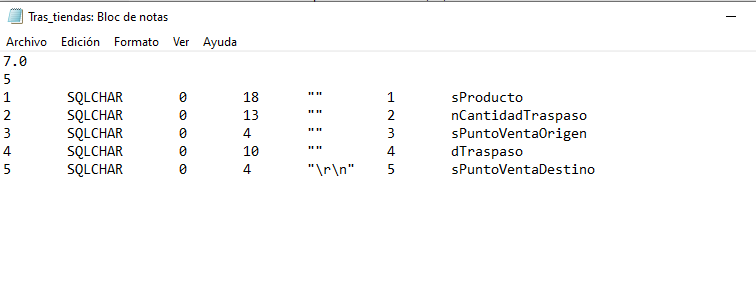 Tras_tiendas: Bloc de notas
Archivo Edición Formato Ver Ayuda
7.0
5
1 SQLCHAR 0 18 "" 1 sProducto
2 SQLCHAR 0 13 "" 2 nCantidadTraspaso
3 SQLCHAR 0 4 "" 3 sPuntoVentaOrigen
4 SQLCHAR 0 10 "" 4 dTraspaso
5 SQLCHAR 0 4 "\r\n" 5 sPuntoVentaDestino